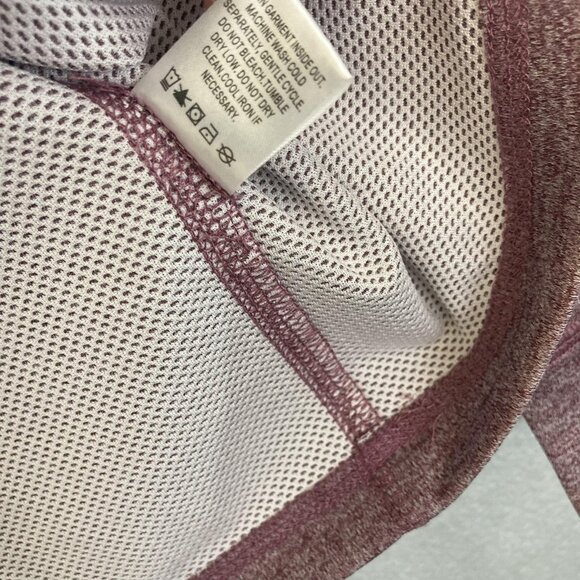 GARMENT INSIDE OUT.
MACHINE WASH COLD
SEPARATELY, GENTLE CYCLE.
DO NOT BLEACH. TUMBLE
DRY LOW. DO NOT DRY
CLEAN. COOL IRON IF
NECESSARY.